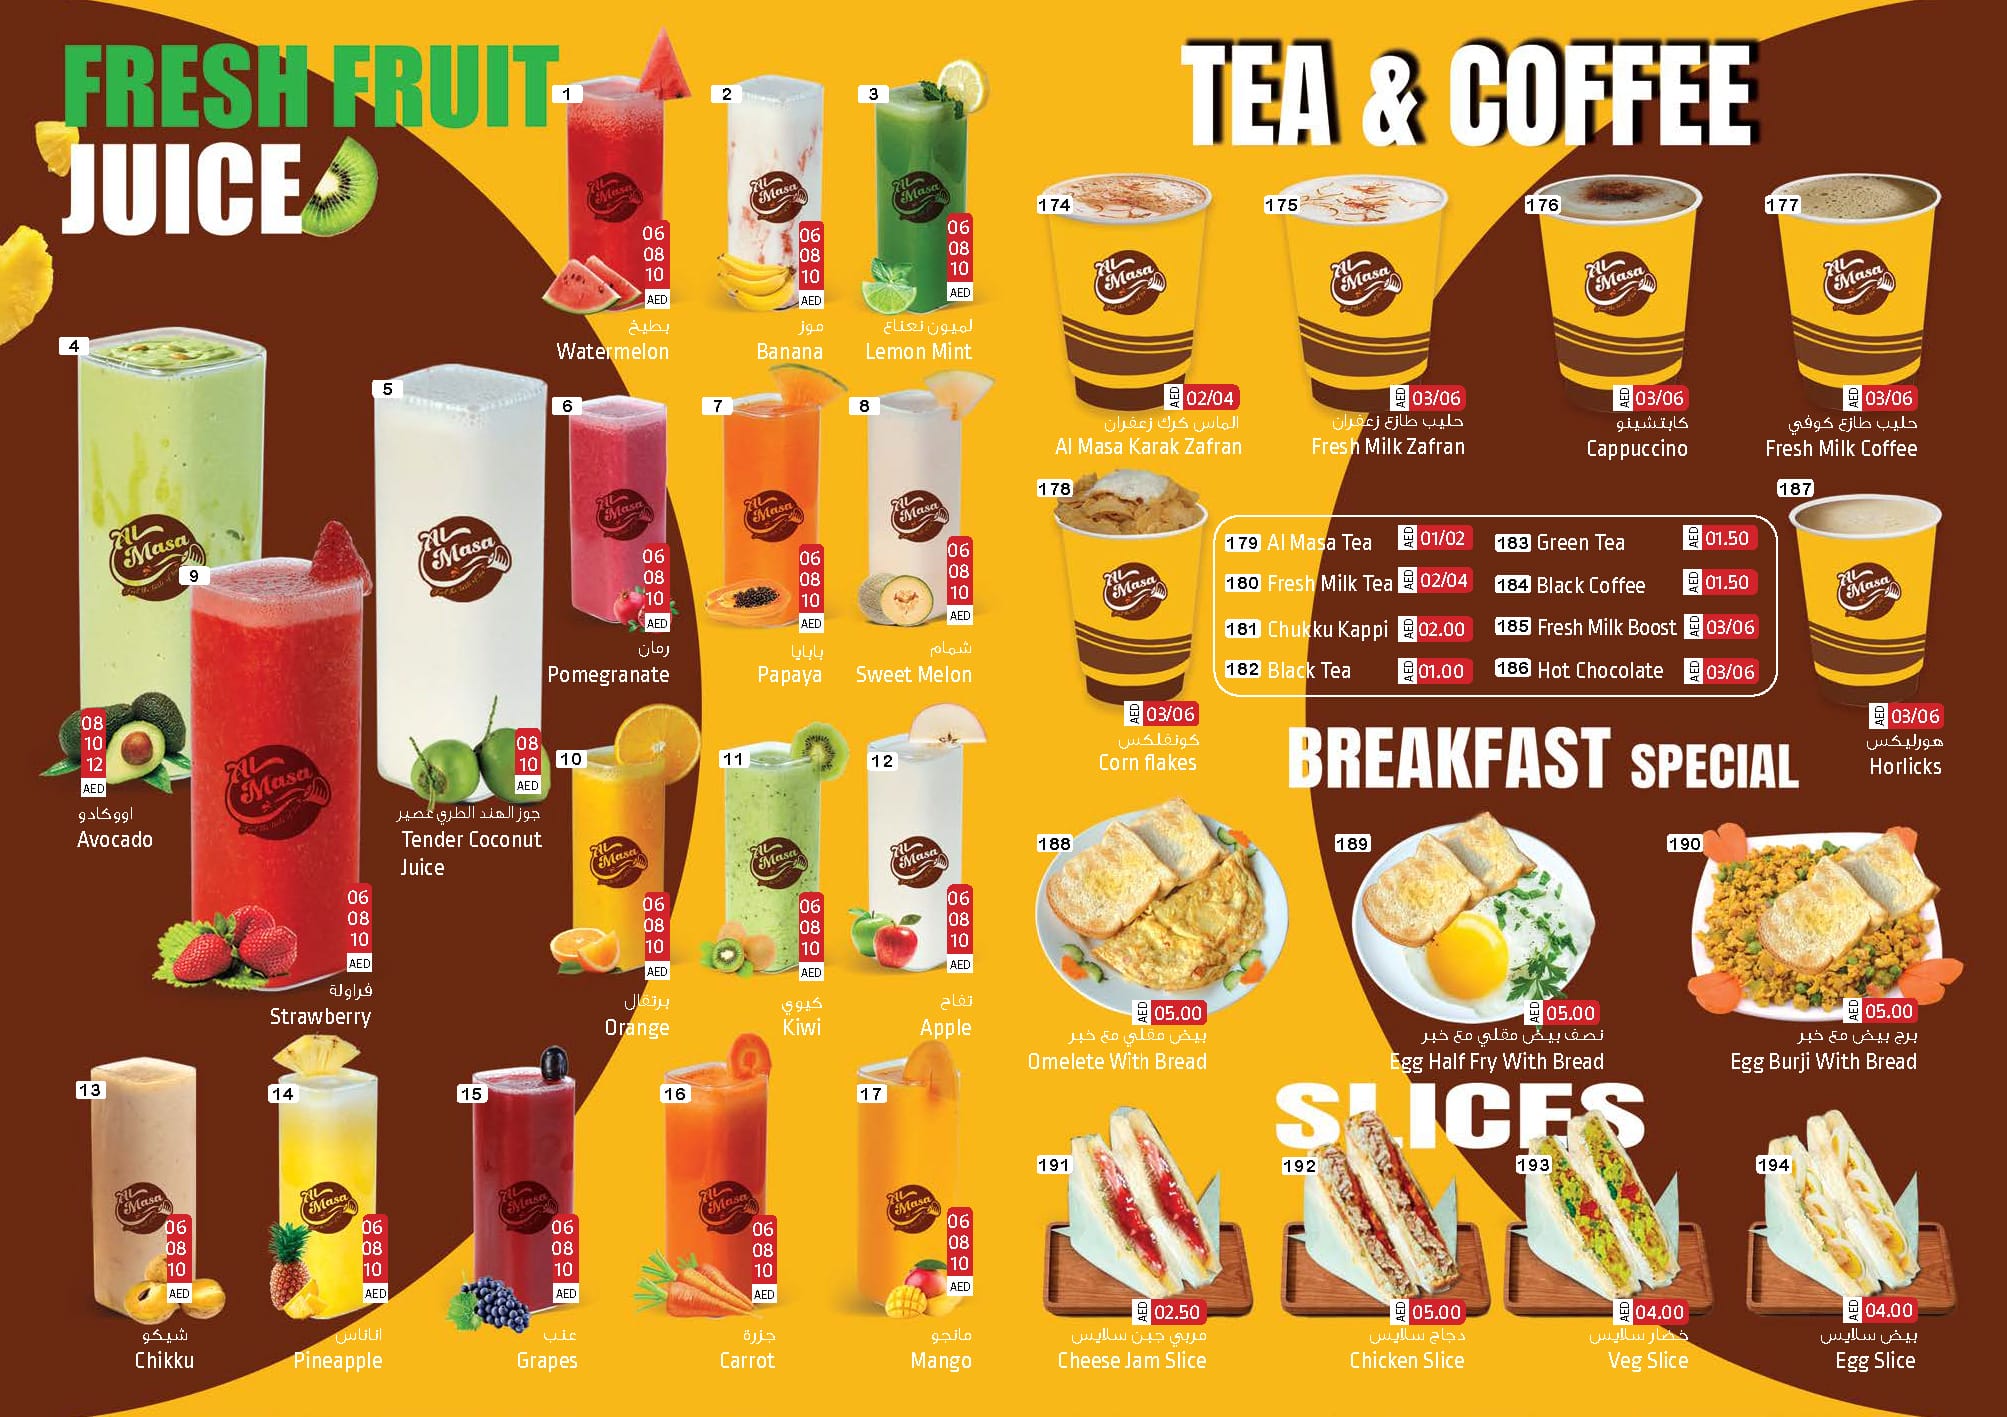 FRESH FRUIT
JUICE
1
06
08
10
AED
بطيخ
Watermelon
2
06
08
10
AED
موز
Banana
3
06
08
10
AED
لميون نعناع
Lemon Mint
4
08
10
12
AED
اووكادو
Avocado
5
08
10
AED
جوز الهند الطري عصير
Tender Coconut
Juice
6
06
08
10
AED
رمان
Pomegranate
7
06
08
10
AED
بابايا
Papaya
8
06
08
10
AED
شمام
Sweet Melon
9
06
08
10
AED
فراولة
Strawberry
10
06
08
10
AED
برتقال
Orange
11
06
08
10
AED
كيوي
Kiwi
12
06
08
10
AED
تفاح
Apple
13
06
08
10
AED
شيكو
Chikku
14
06
08
10
AED
اناناس
Pineapple
15
06
08
10
AED
عنب
Grapes
16
06
08
10
AED
جزرة
Carrot
17
06
08
10
AED
مانجو
Mango
Al Masa
TEA & COFFEE
174
AED 02/04
الماس كرك زعفران
Al Masa Karak Zafran
175
AED 03/06
حليب طازع زعفران
Fresh Milk Zafran
176
AED 03/06
كابتشينو
Cappuccino
177
AED 03/06
حليب طازع كوفي
Fresh Milk Coffee
178
AED 03/06
كونفلكس
Corn flakes
179 Al Masa Tea AED 01/02
180 Fresh Milk Tea AED 02/04
181 Chukku Kappi AED 02.00
182 Black Tea AED 01.00
183 Green Tea AED 01.50
184 Black Coffee AED 01.50
185 Fresh Milk Boost AED 03/06
186 Hot Chocolate AED 03/06
187
AED 03/06
هورليكس
Horlicks
BREAKFAST SPECIAL
188
AED 05.00
بيض مقلي مع خبر
Omelete With Bread
189
AED 05.00
نصف بيض مقلي مع خبر
Egg Half Fry With Bread
190
AED 05.00
برج بيض مع خبر
Egg Burji With Bread
SLICES
191
AED 02.50
مربي جبن سلايس
Cheese Jam Slice
192
AED 05.00
دجاج سلايس
Chicken Slice
193
AED 04.00
خضار سلايس
Veg Slice
194
AED 04.00
بيض سلايس
Egg Slice